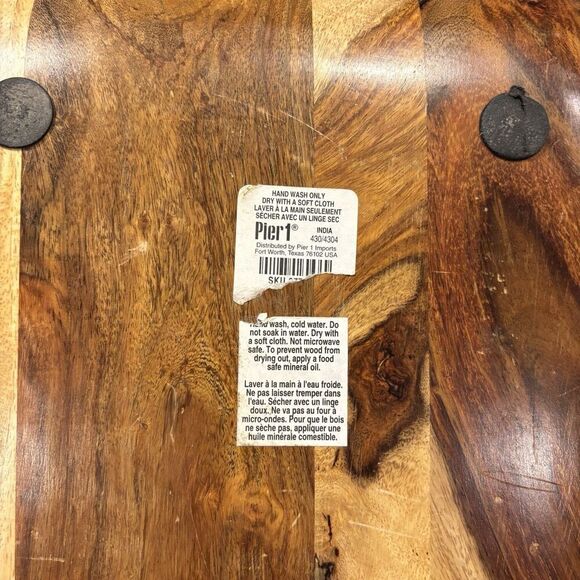 HAND WASH ONLY
DRY WITH A SOFT CLOTH
LAVER À LA MAIN SEULEMENT
SÉCHER AVEC UN LINGE SEC
Pier 1® INDIA
430/4304
Distributed by Pier 1 Imports
Fort Worth, Texas 76102 USA
SKU
Hand wash, cold water. Do
not soak in water. Dry with
a soft cloth. Not microwave
safe. To prevent wood from
drying out, apply a food
safe mineral oil.
Laver à la main à l'eau froide.
Ne pas laisser tremper dans
l'eau. Sécher avec un linge
doux. Ne va pas au four à
micro-ondes. Pour que le bois
ne sèche pas, appliquer une
huile minérale comestible.